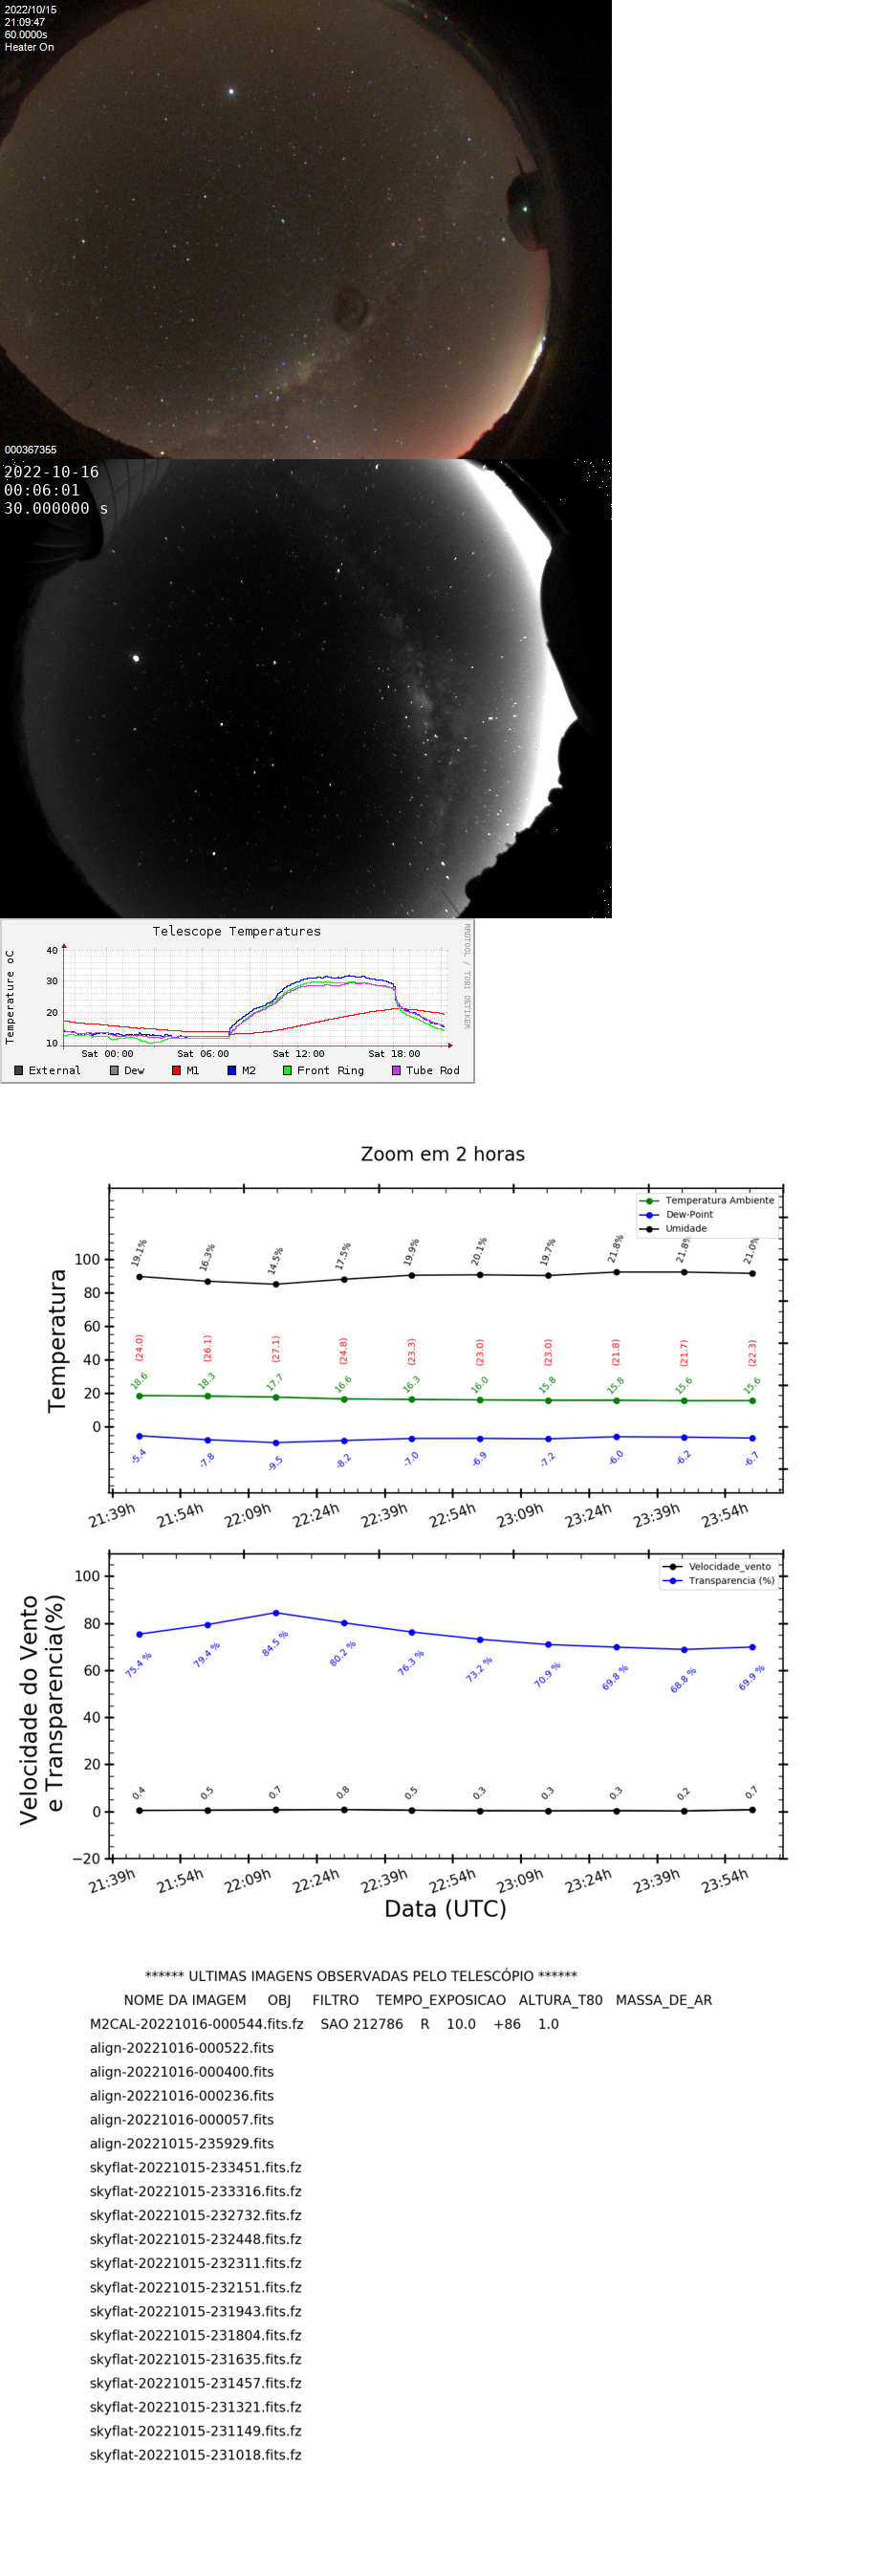 2022/10/15
21:09:47
60.0000s
Heater On
000367355
2022-10-16
00:06:01
30.000000 s
Telescope Temperatures
RRDTOOL / TOBI OETIKER
Temperature oC
40
30
20
10
Sat 00:00 Sat 06:00 Sat 12:00 Sat 18:00
External Dew M1 M2 Front Ring Tube Rod
Zoom em 2 horas
Temperatura Ambiente
Dew-Point
Umidade
Temperatura
100
80
60
40
20
0
19.1% 16.3% 14.5% 17.5% 19.9% 20.1% 19.7% 21.8% 21.8% 21.0%
(24.0) (26.1) (27.1) (24.8) (23.3) (23.0) (23.0) (21.8) (21.7) (22.3)
18.6 18.3 17.7 16.6 16.3 16.0 15.8 15.8 15.6 15.6
-5.4 -7.8 -9.5 -8.2 -7.0 -6.9 -7.2 -6.0 -6.2 -6.7
21:39h 21:54h 22:09h 22:24h 22:39h 22:54h 23:09h 23:24h 23:39h 23:54h
Velocidade_vento
Transparencia (%)
Velocidade do Vento
e Transparencia(%)
100
80
60
40
20
0
−20
75.4 % 79.4 % 84.5 % 80.2 % 76.3 % 73.2 % 70.9 % 69.8 % 68.8 % 69.9 %
0.4 0.5 0.7 0.8 0.5 0.3 0.3 0.3 0.2 0.7
21:39h 21:54h 22:09h 22:24h 22:39h 22:54h 23:09h 23:24h 23:39h 23:54h
Data (UTC)
****** ULTIMAS IMAGENS OBSERVADAS PELO TELESCÓPIO ******
NOME DA IMAGEM OBJ FILTRO TEMPO_EXPOSICAO ALTURA_T80 MASSA_DE_AR
M2CAL-20221016-000544.fits.fz SAO 212786 R 10.0 +86 1.0
align-20221016-000522.fits
align-20221016-000400.fits
align-20221016-000236.fits
align-20221016-000057.fits
align-20221015-235929.fits
skyflat-20221015-233451.fits.fz
skyflat-20221015-233316.fits.fz
skyflat-20221015-232732.fits.fz
skyflat-20221015-232448.fits.fz
skyflat-20221015-232311.fits.fz
skyflat-20221015-232151.fits.fz
skyflat-20221015-231943.fits.fz
skyflat-20221015-231804.fits.fz
skyflat-20221015-231635.fits.fz
skyflat-20221015-231457.fits.fz
skyflat-20221015-231321.fits.fz
skyflat-20221015-231149.fits.fz
skyflat-20221015-231018.fits.fz